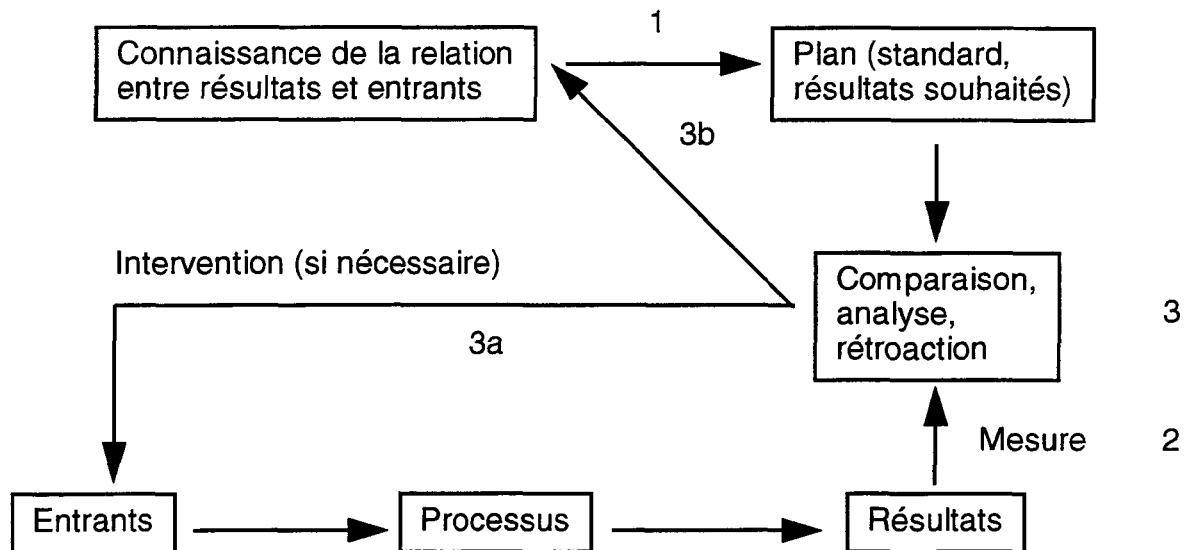 1
Connaissance de la relation
entre résultats et entrants
Plan (standard,
résultats souhaités)
3b
Intervention (si nécessaire)
3a
Comparaison,
analyse,
rétroaction
3
Mesure
2
Entrants
Processus
Résultats